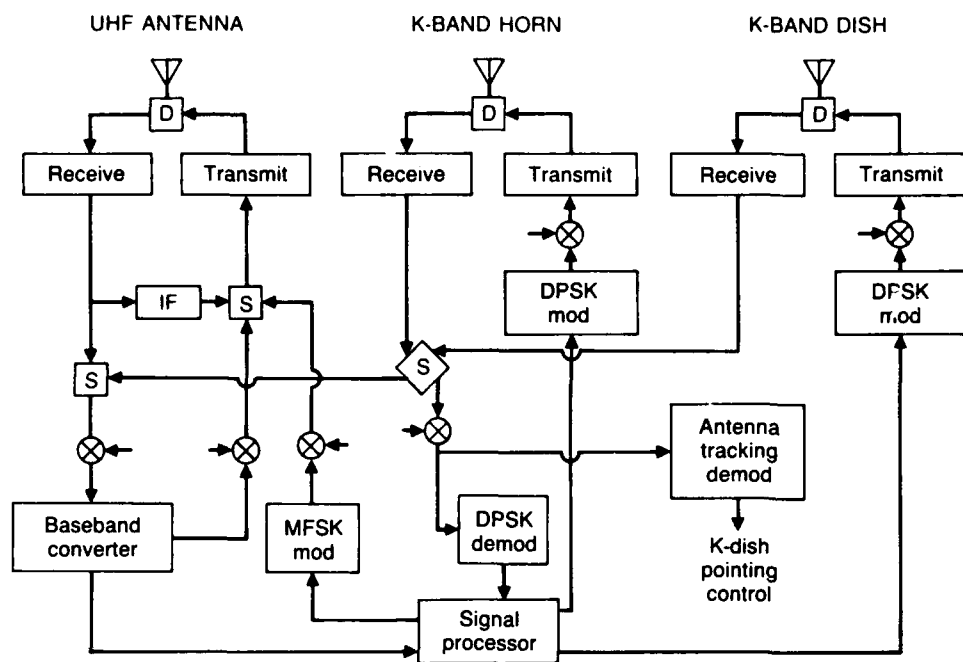 UHF ANTENNA
K-BAND HORN
K-BAND DISH
D
D
D
Receive
Transmit
Receive
Transmit
Receive
Transmit
IF
S
DPSK
mod
DPSK
mod
S
S
Antenna
tracking
demod
Baseband
converter
MFSK
mod
DPSK
demod
K-dish
pointing
control
Signal
processor